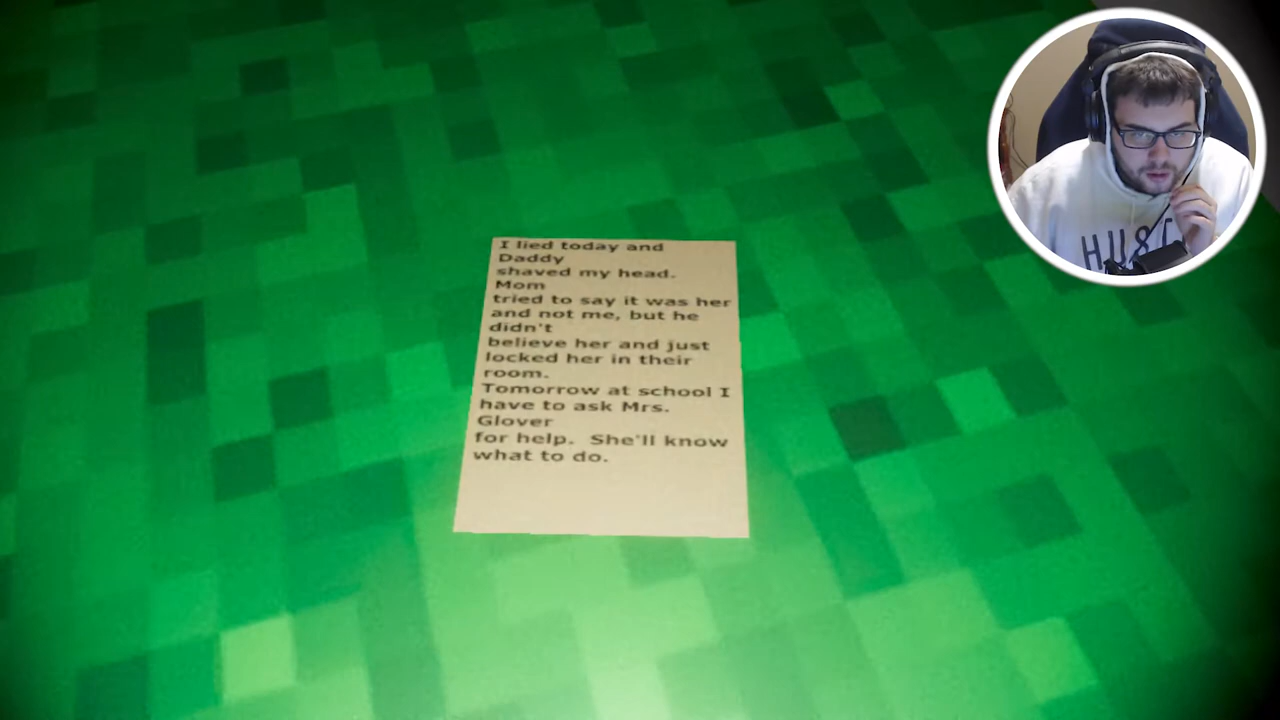 I lied today and
Daddy
shaved my head.
Mom
tried to say it was her
and not me, but he
didn't
believe her and just
locked her in their
room.
Tomorrow at school I
have to ask Mrs.
Glover
for help.  She'll know
what to do.